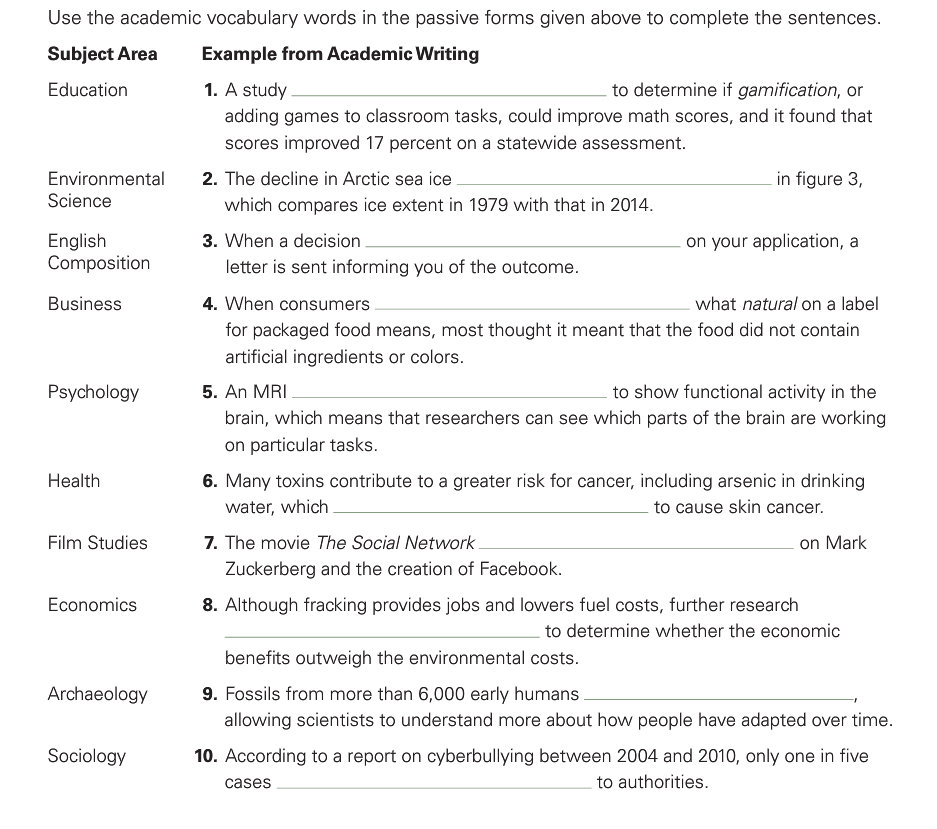 Use the academic vocabulary words in the passive forms given above to complete the sentences.
Subject Area Example from Academic Writing
Education 1. A study ______ to determine if gamification, or
adding games to classroom tasks, could improve math scores, and it found that
scores improved 17 percent on a statewide assessment.
Environmental 2. The decline in Arctic sea ice ______ in figure 3,
Science which compares ice extent in 1979 with that in 2014.
English 3. When a decision ______ on your application, a
Composition letter is sent informing you of the outcome.
Business 4. When consumers ______ what natural on a label
for packaged food means, most thought it meant that the food did not contain
artificial ingredients or colors.
Psychology 5. An MRI ______ to show functional activity in the
brain, which means that researchers can see which parts of the brain are working
on particular tasks.
Health 6. Many toxins contribute to a greater risk for cancer, including arsenic in drinking
water, which ______ to cause skin cancer.
Film Studies 7. The movie The Social Network ______ on Mark
Zuckerberg and the creation of Facebook.
Economics 8. Although fracking provides jobs and lowers fuel costs, further research
______ to determine whether the economic
benefits outweigh the environmental costs.
Archaeology 9. Fossils from more than 6,000 early humans ______,
allowing scientists to understand more about how people have adapted over time.
Sociology 10. According to a report on cyberbullying between 2004 and 2010, only one in five
cases ______ to authorities.